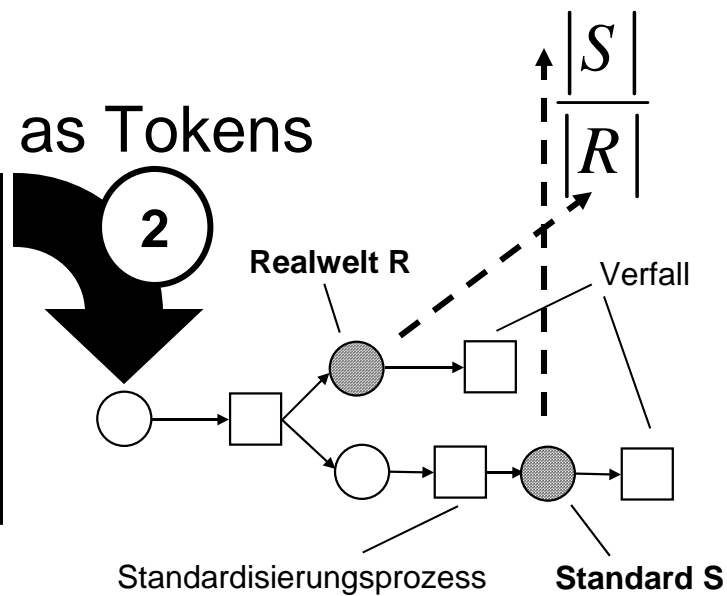 |S|
|R|
as Tokens
2
Realwelt R
Verfall
Standardisierungsprozess
Standard S